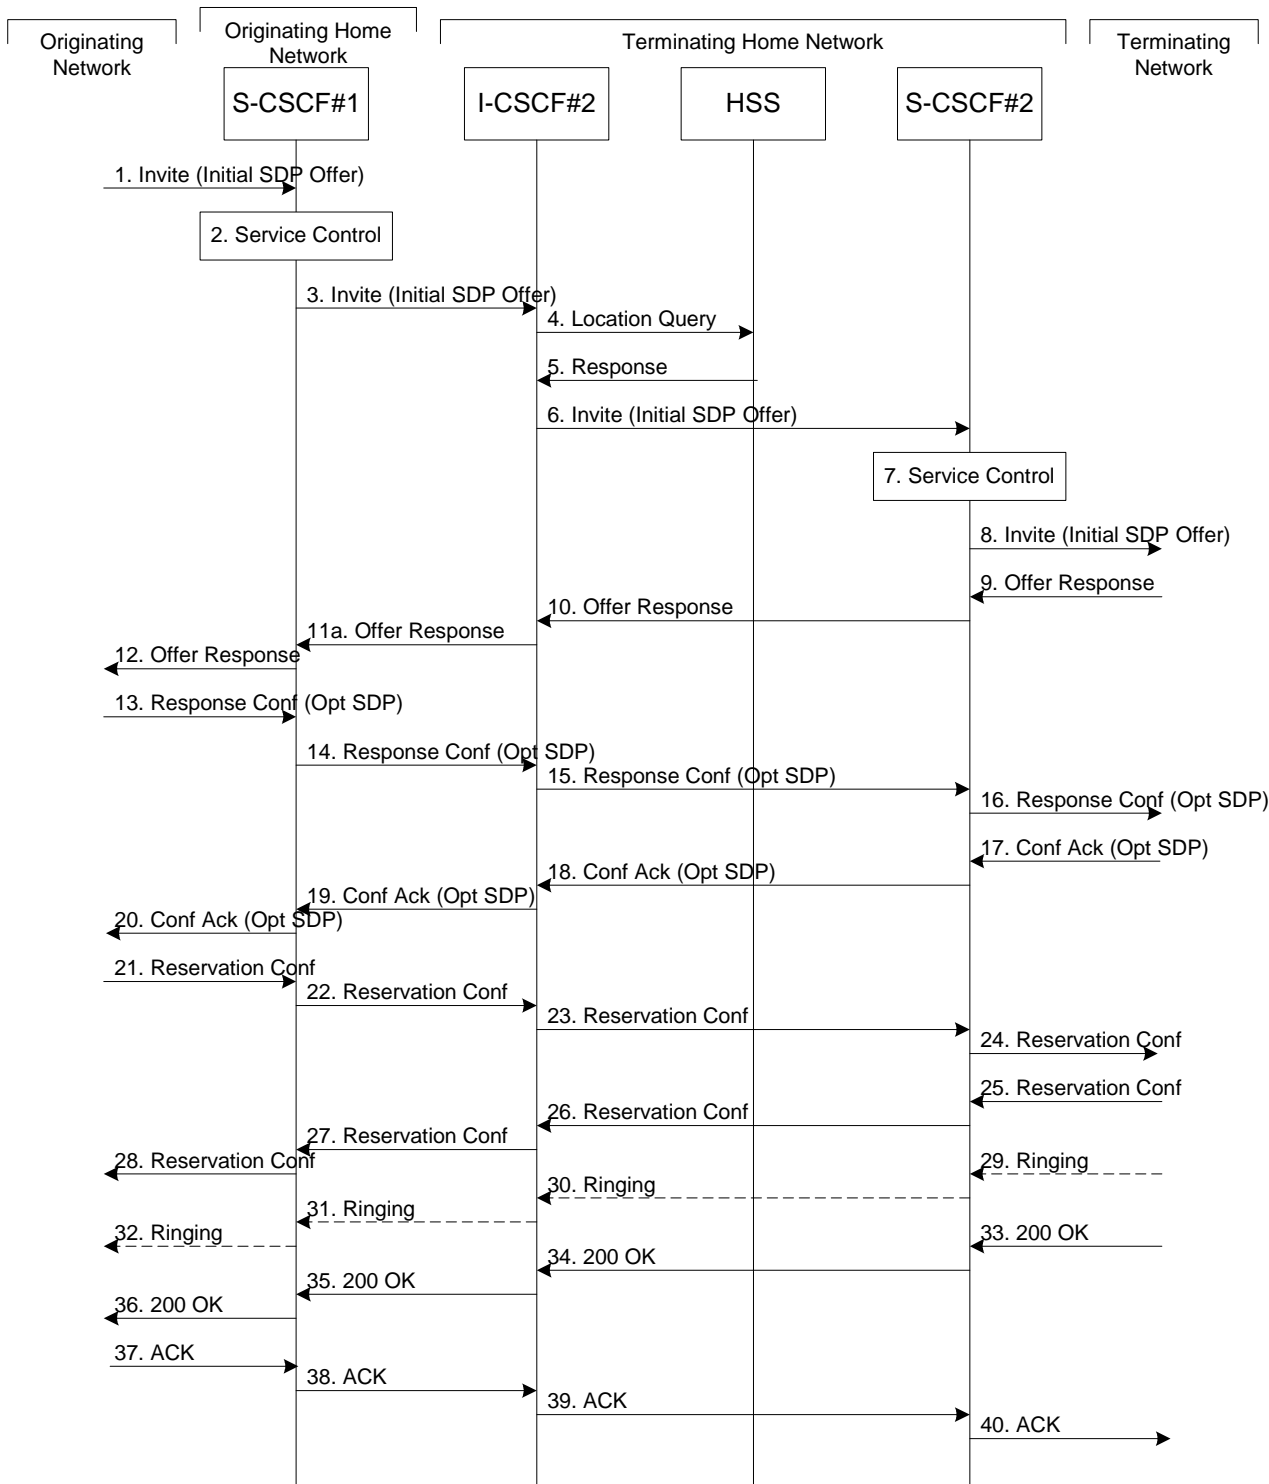 Originating
Network
Originating Home
Network
Terminating Home Network
Terminating
Network
S-CSCF#1
I-CSCF#2
HSS
S-CSCF#2
1. Invite (Initial SDP Offer)
2. Service Control
3. Invite (Initial SDP Offer)
4. Location Query
5. Response
6. Invite (Initial SDP Offer)
7. Service Control
8. Invite (Initial SDP Offer)
9. Offer Response
10. Offer Response
11a. Offer Response
12. Offer Response
13. Response Conf (Opt SDP)
14. Response Conf (Opt SDP)
15. Response Conf (Opt SDP)
16. Response Conf (Opt SDP)
17. Conf Ack (Opt SDP)
18. Conf Ack (Opt SDP)
19. Conf Ack (Opt SDP)
20. Conf Ack (Opt SDP)
21. Reservation Conf
22. Reservation Conf
23. Reservation Conf
24. Reservation Conf
25. Reservation Conf
26. Reservation Conf
27. Reservation Conf
28. Reservation Conf
29. Ringing
30. Ringing
31. Ringing
32. Ringing
33. 200 OK
34. 200 OK
35. 200 OK
36. 200 OK
37. ACK
38. ACK
39. ACK
40. ACK